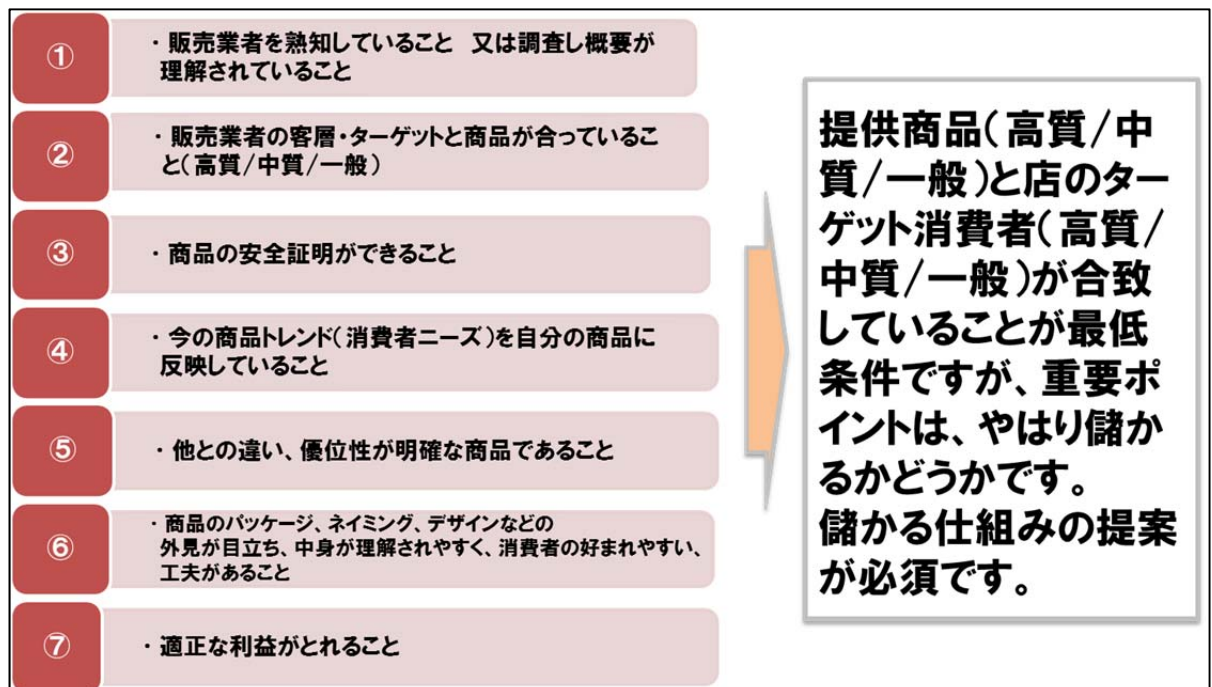 ①
・販売業者を熟知していること 又は調査し概要が
理解されていること
②
・販売業者の客層・ターゲットと商品が合っているこ
と(高質/中質/一般)
③
・商品の安全証明ができること
④
・今の商品トレンド(消費者ニーズ)を自分の商品に
反映していること
⑤
・他との違い、優位性が明確な商品であること
⑥
・商品のパッケージ、ネイミング、デザインなどの
外見が目立ち、中身が理解されやすく、消費者の好まれやすい、
工夫があること
⑦
・適正な利益がとれること
提供商品(高質/中
質/一般)と店のター
ゲット消費者(高質/
中質/一般)が合致
していることが最低
条件ですが、重要ポ
イントは、やはり儲か
るかどうかです。
儲かる仕組みの提案
が必須です。